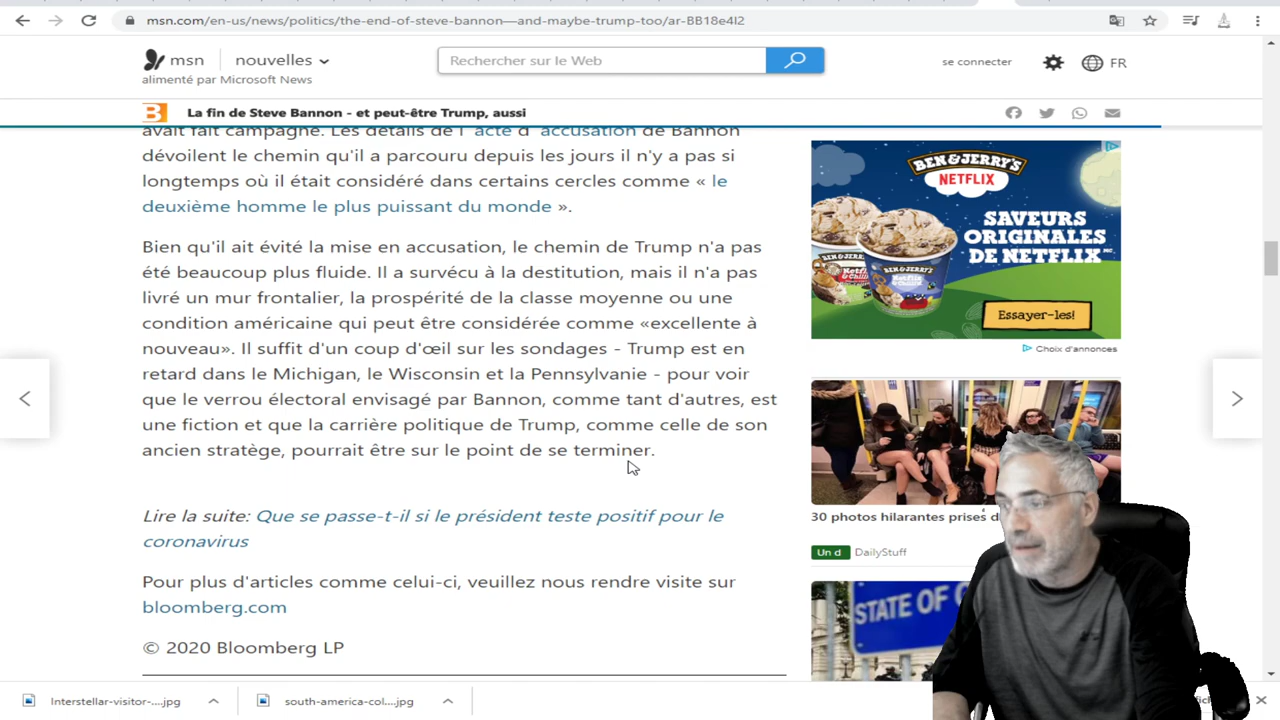 msn.com/en-us/news/politics/the-end-of-steve-bannon—and-maybe-trump-too/ar-BB18e4I2
msn
nouvelles
alimenté par Microsoft News
Rechercher sur le Web
se connecter
FR
La fin de Steve Bannon - et peut-être Trump, aussi
avait fait campagne. Les détails de l' acte d' accusation de Bannon
dévoilent le chemin qu'il a parcouru depuis les jours il n'y a pas si
longtemps où il était considéré dans certains cercles comme « le
deuxième homme le plus puissant du monde ».
Bien qu'il ait évité la mise en accusation, le chemin de Trump n'a pas
été beaucoup plus fluide. Il a survécu à la destitution, mais il n'a pas
livré un mur frontalier, la prospérité de la classe moyenne ou une
condition américaine qui peut être considérée comme «excellente à
nouveau». Il suffit d'un coup d'œil sur les sondages - Trump est en
retard dans le Michigan, le Wisconsin et la Pennsylvanie - pour voir
que le verrou électoral envisagé par Bannon, comme tant d'autres, est
une fiction et que la carrière politique de Trump, comme celle de son
ancien stratège, pourrait être sur le point de se terminer.
Lire la suite: Que se passe-t-il si le président teste positif pour le
coronavirus
Pour plus d'articles comme celui-ci, veuillez nous rendre visite sur
bloomberg.com
© 2020 Bloomberg LP
BEN & JERRY'S
NETFLIX
SAVEURS
ORIGINALES
DE NETFLIX
Essayer-les!
Choix d'annonces
30 photos hilarantes prises d
Un d
DailyStuff
STATE OF
Interstellar-visitor-....jpg
south-america-col....jpg